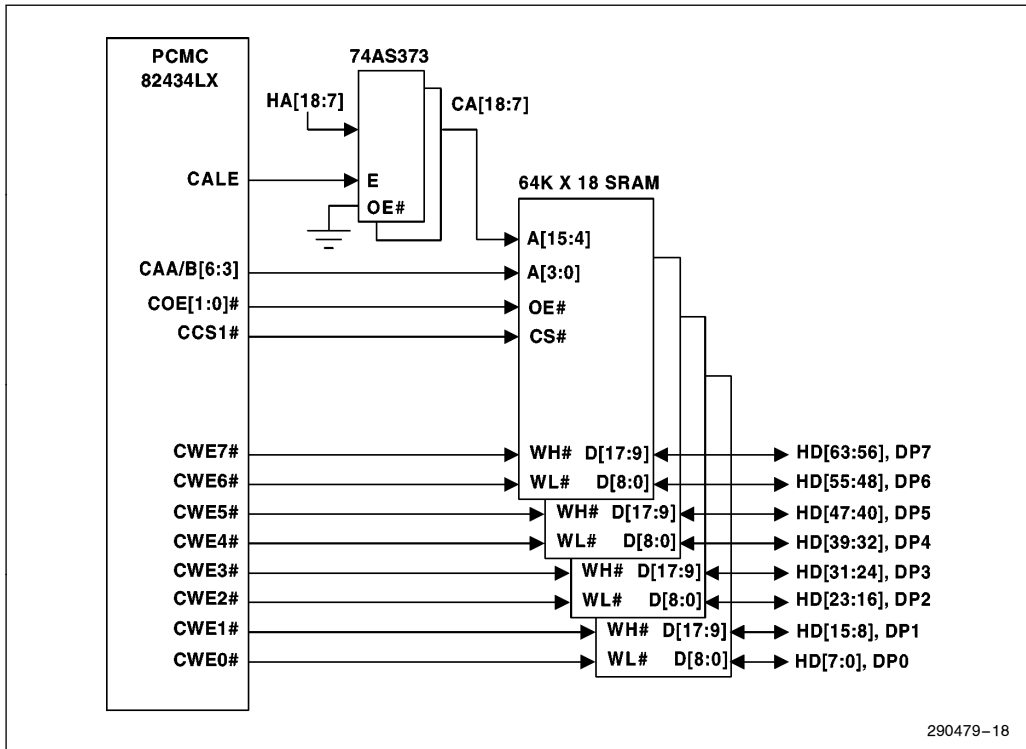 PCMC
82434LX
74AS373
HA[18:7]
CA[18:7]
CALE
E
OE#
64K X 18 SRAM
A[15:4]
CAA/B[6:3]
A[3:0]
COE[1:0]#
OE#
CCS1#
CS#
CWE7# WH# D[17:9] HD[63:56], DP7
CWE6# WL# D[8:0] HD[55:48], DP6
CWE5# WH# D[17:9] HD[47:40], DP5
CWE4# WL# D[8:0] HD[39:32], DP4
CWE3# WH# D[17:9] HD[31:24], DP3
CWE2# WL# D[8:0] HD[23:16], DP2
CWE1# WH# D[17:9] HD[15:8], DP1
CWE0# WL# D[8:0] HD[7:0], DP0
290479–18